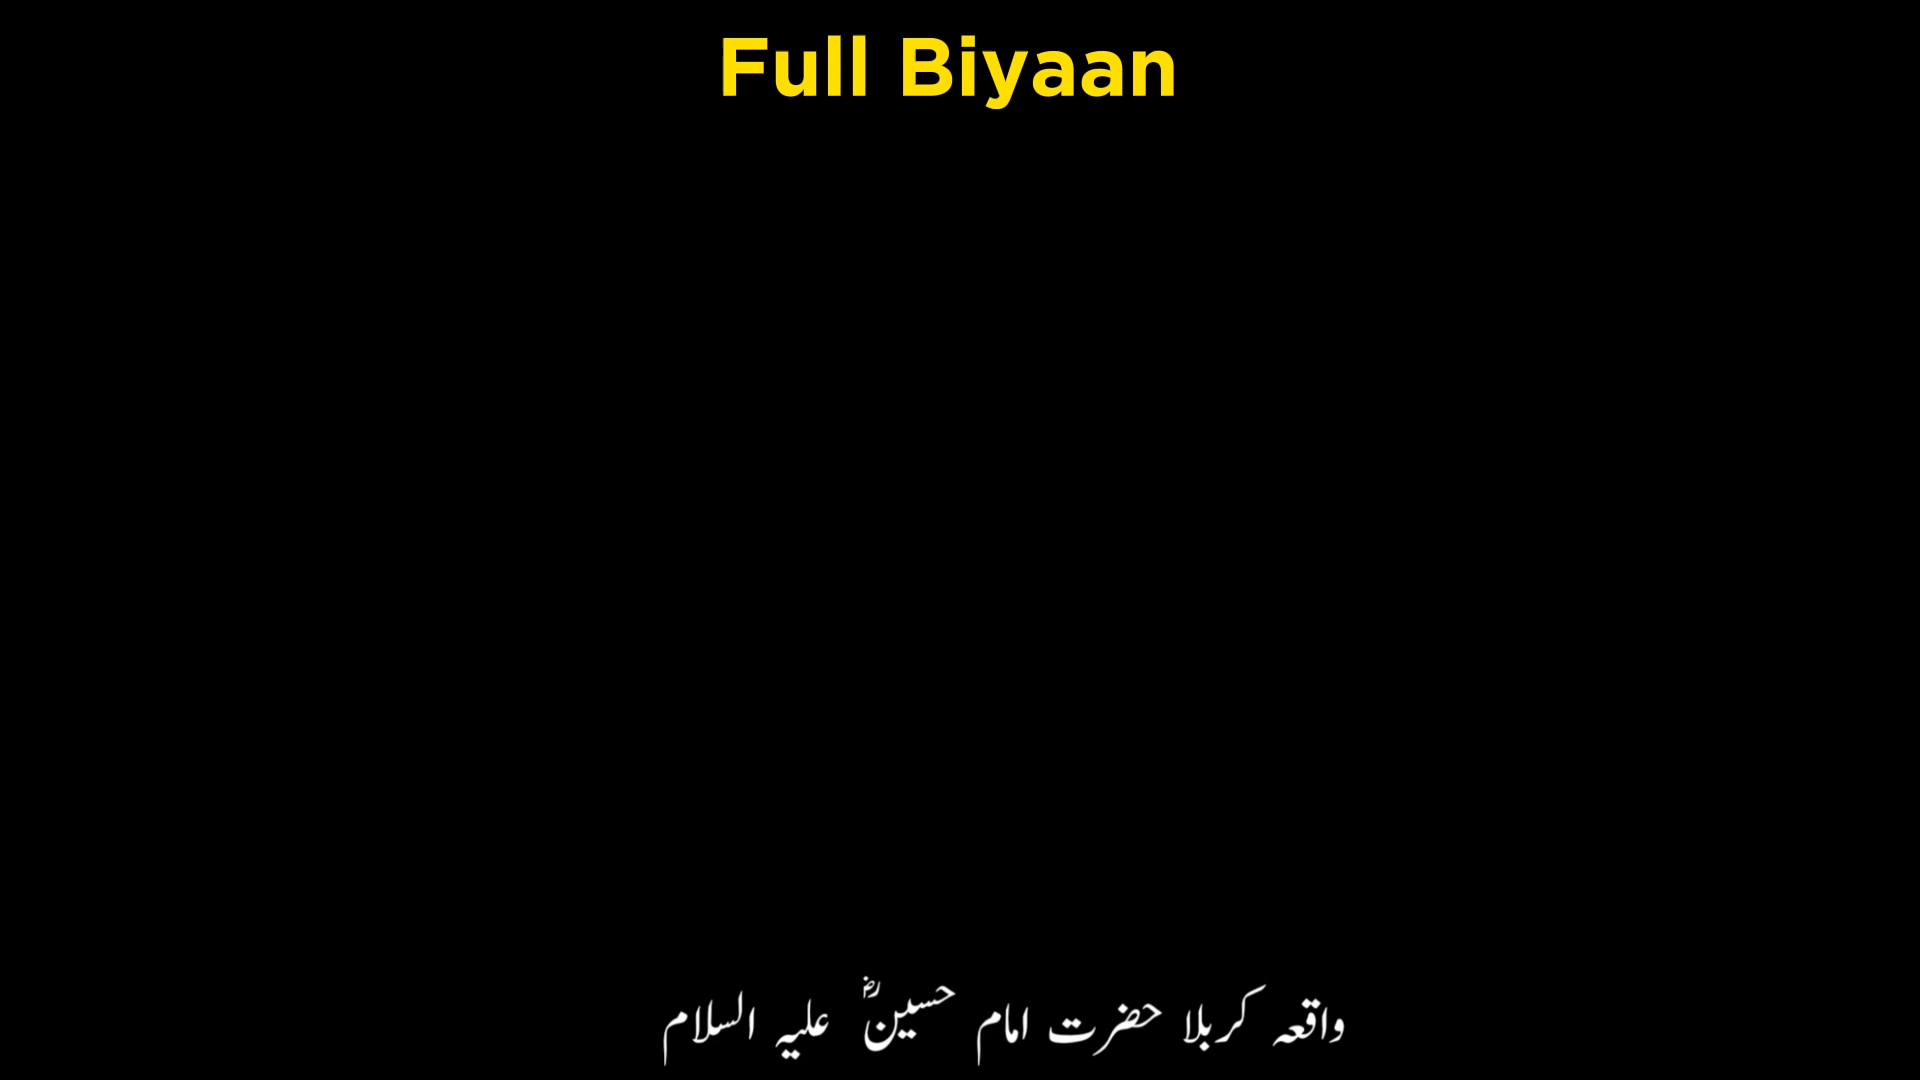 Full Biyaan
واقعہ کربلا حضرت امام حسینؓ علیہ السلام